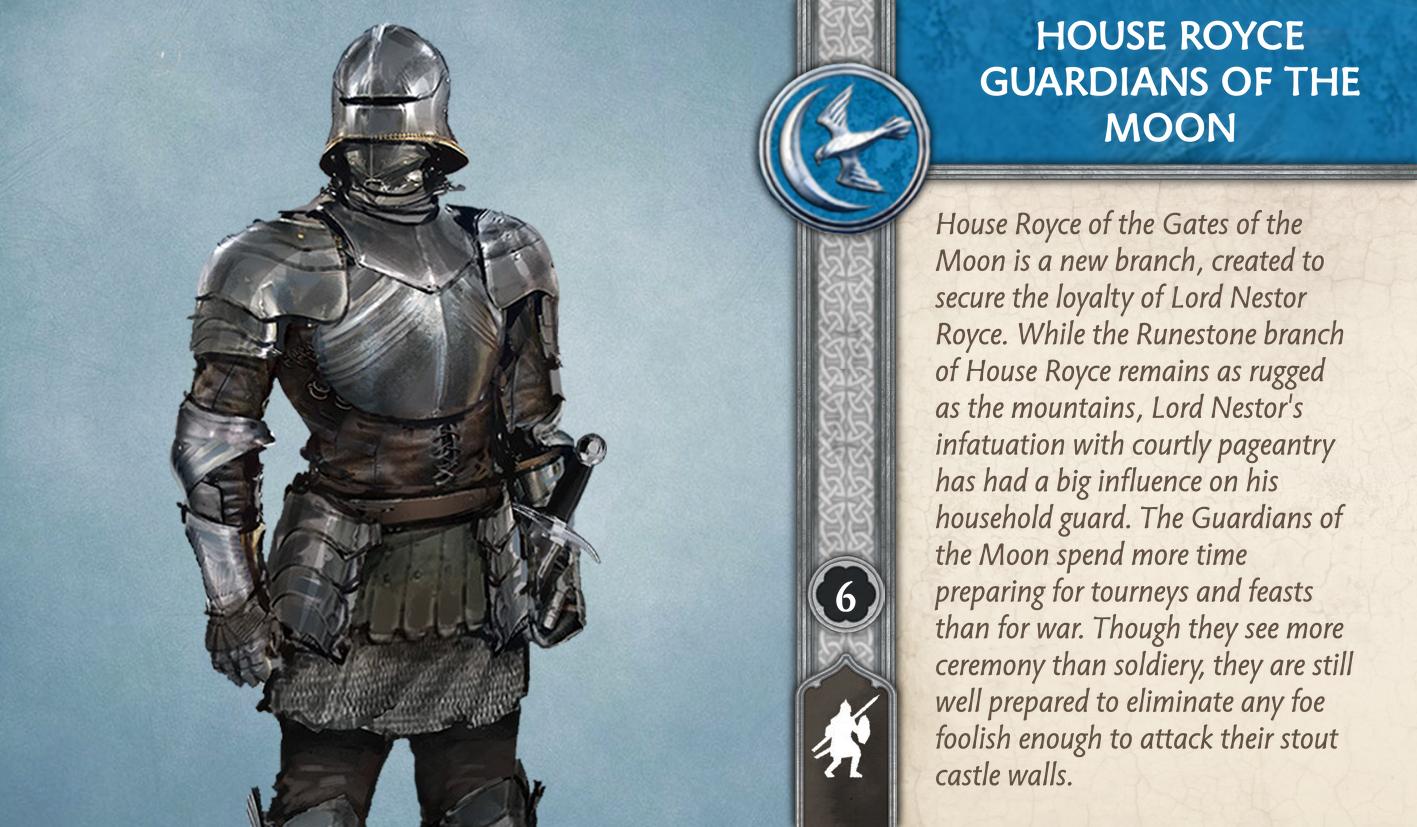 HOUSE ROYCE
GUARDIANS OF THE
MOON
House Royce of the Gates of the
Moon is a new branch, created to
secure the loyalty of Lord Nestor
Royce. While the Runestone branch
of House Royce remains as rugged
as the mountains, Lord Nestor's
infatuation with courtly pageantry
has had a big influence on his
household guard. The Guardians of
the Moon spend more time
preparing for tourneys and feasts
than for war. Though they see more
ceremony than soldiery, they are still
well prepared to eliminate any foe
foolish enough to attack their stout
castle walls.
6